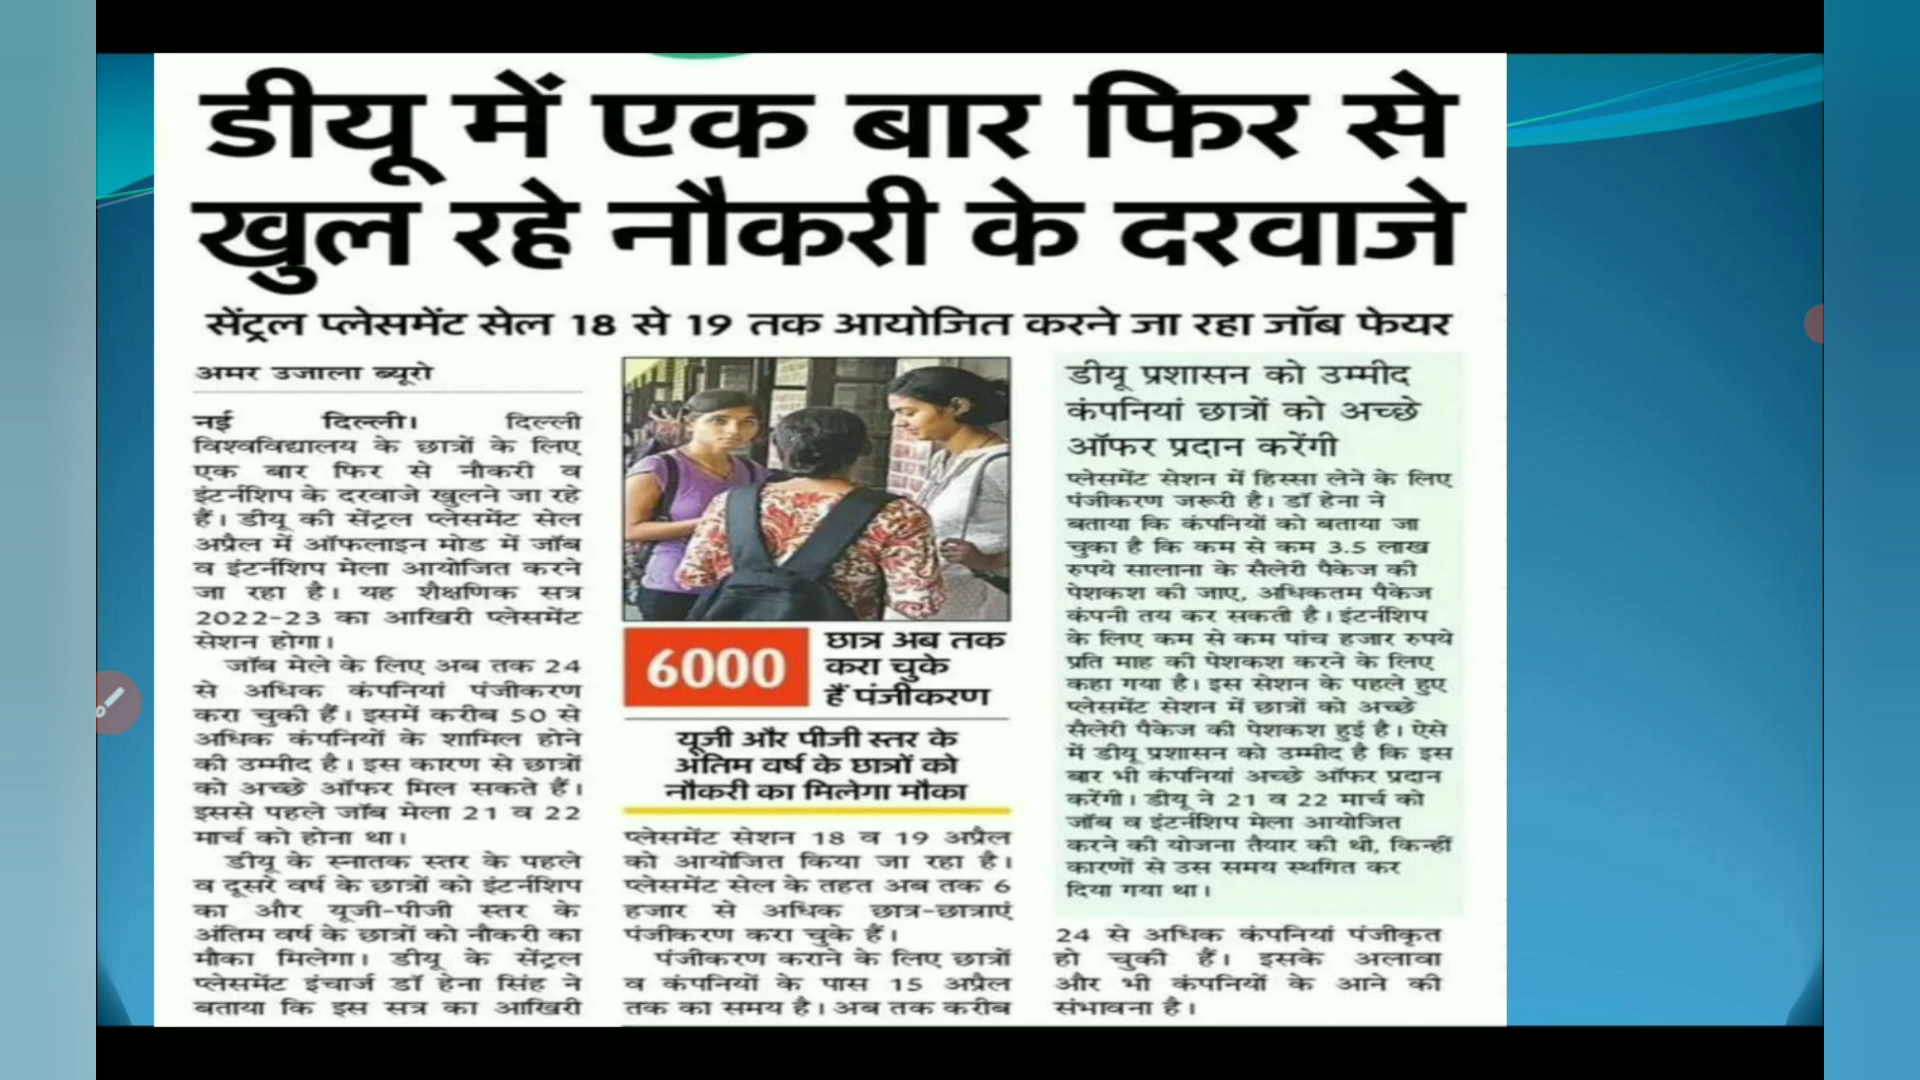 डीयू में एक बार फिर से
खुल रहे नौकरी के दरवाजे
सेंट्रल प्लेसमेंट सेल 18 से 19 तक आयोजित करने जा रहा जॉब फेयर
अमर उजाला ब्यूरो
नई दिल्ली। दिल्ली
विश्वविद्यालय के छात्रों के लिए
एक बार फिर से नौकरी व
इंटर्नशिप के दरवाजे खुलने जा रहे
हैं। डीयू की सेंट्रल प्लेसमेंट सेल
अप्रैल में ऑफलाइन मोड में जॉब
व इंटर्नशिप मेला आयोजित करने
जा रहा है। यह शैक्षणिक सत्र
2022-23 का आखिरी प्लेसमेंट
सेशन होगा।
जॉब मेले के लिए अब तक 24
से अधिक कंपनियां पंजीकरण
करा चुकी हैं। इसमें करीब 50 से
अधिक कंपनियों के शामिल होने
की उम्मीद है। इस कारण से छात्रों
को अच्छे ऑफर मिल सकते हैं।
इससे पहले जॉब मेला 21 व 22
मार्च को होना था।
डीयू के स्नातक स्तर के पहले
व दूसरे वर्ष के छात्रों को इंटर्नशिप
का और यूजी-पीजी स्तर के
अंतिम वर्ष के छात्रों को नौकरी का
मौका मिलेगा। डीयू के सेंट्रल
प्लेसमेंट इंचार्ज डॉ हेना सिंह ने
बताया कि इस सत्र का आखिरी
6000
छात्र अब तक
करा चुके
हैं पंजीकरण
यूजी और पीजी स्तर के
अंतिम वर्ष के छात्रों को
नौकरी का मिलेगा मौका
प्लेसमेंट सेशन 18 व 19 अप्रैल
को आयोजित किया जा रहा है।
प्लेसमेंट सेल के तहत अब तक 6
हजार से अधिक छात्र-छात्राएं
पंजीकरण करा चुके हैं।
पंजीकरण कराने के लिए छात्रों
व कंपनियों के पास 15 अप्रैल
तक का समय है। अब तक करीब
डीयू प्रशासन को उम्मीद
कंपनियां छात्रों को अच्छे
ऑफर प्रदान करेंगी
प्लेसमेंट सेशन में हिस्सा लेने के लिए
पंजीकरण जरूरी है। डॉ हेना ने
बताया कि कंपनियों को बताया जा
चुका है कि कम से कम 3.5 लाख
रुपये सालाना के सैलेरी पैकेज की
पेशकश की जाए, अधिकतम पैकेज
कंपनी तय कर सकती है। इंटर्नशिप
के लिए कम से कम पांच हजार रुपये
प्रति माह की पेशकश करने के लिए
कहा गया है। इस सेशन के पहले हुए
प्लेसमेंट सेशन में छात्रों को अच्छे
सैलेरी पैकेज की पेशकश हुई है। ऐसे
में डीयू प्रशासन को उम्मीद है कि इस
बार भी कंपनियां अच्छे ऑफर प्रदान
करेंगी। डीयू ने 21 व 22 मार्च को
जॉब व इंटर्नशिप मेला आयोजित
करने की योजना तैयार की थी, किन्हीं
कारणों से उस समय स्थगित कर
दिया गया था।
24 से अधिक कंपनियां पंजीकृत
हो चुकी हैं। इसके अलावा
और भी कंपनियों के आने की
संभावना है।